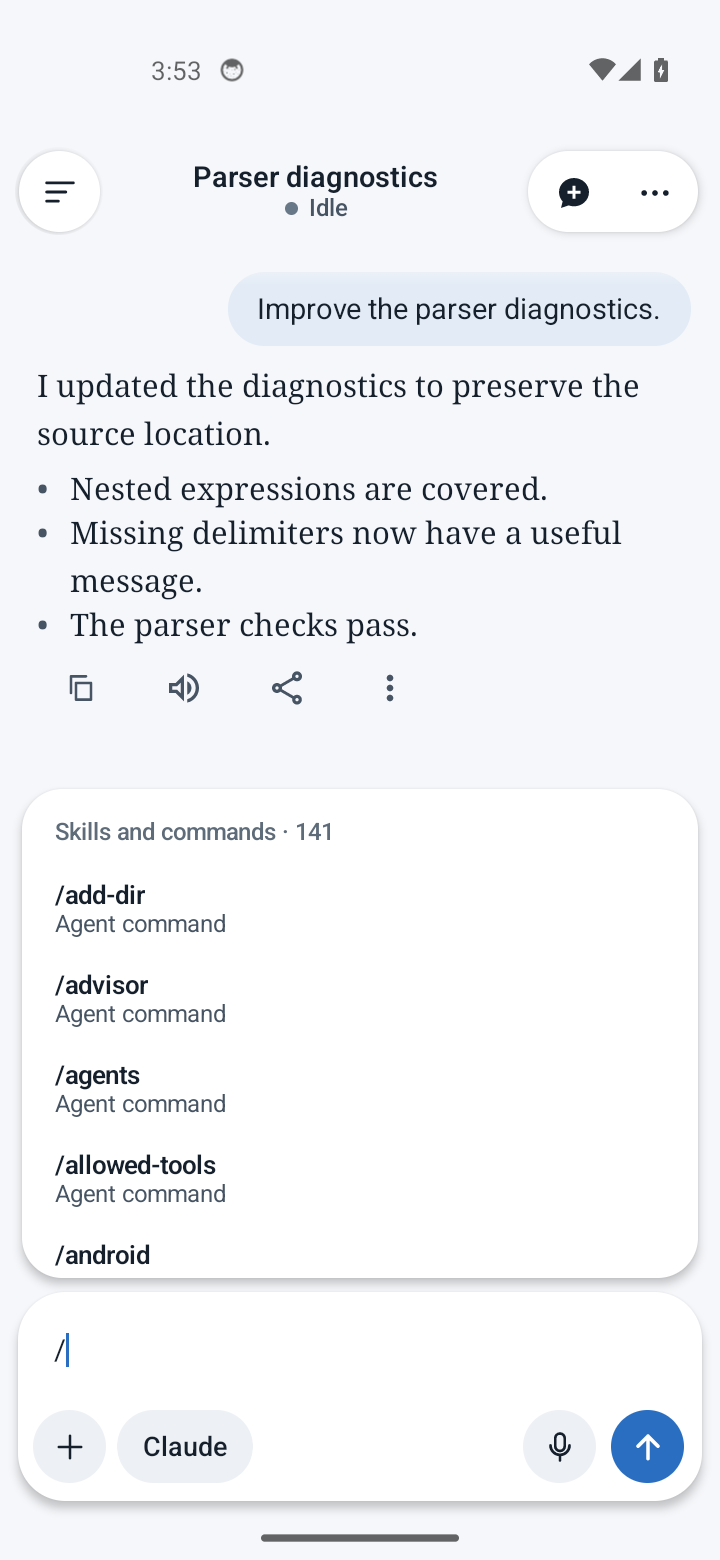 3:53
Parser diagnostics
Idle
Improve the parser diagnostics.
I updated the diagnostics to preserve the
source location.
• Nested expressions are covered.
• Missing delimiters now have a useful
message.
• The parser checks pass.
Skills and commands · 141
/add-dir
Agent command
/advisor
Agent command
/agents
Agent command
/allowed-tools
Agent command
/android
/
Claude